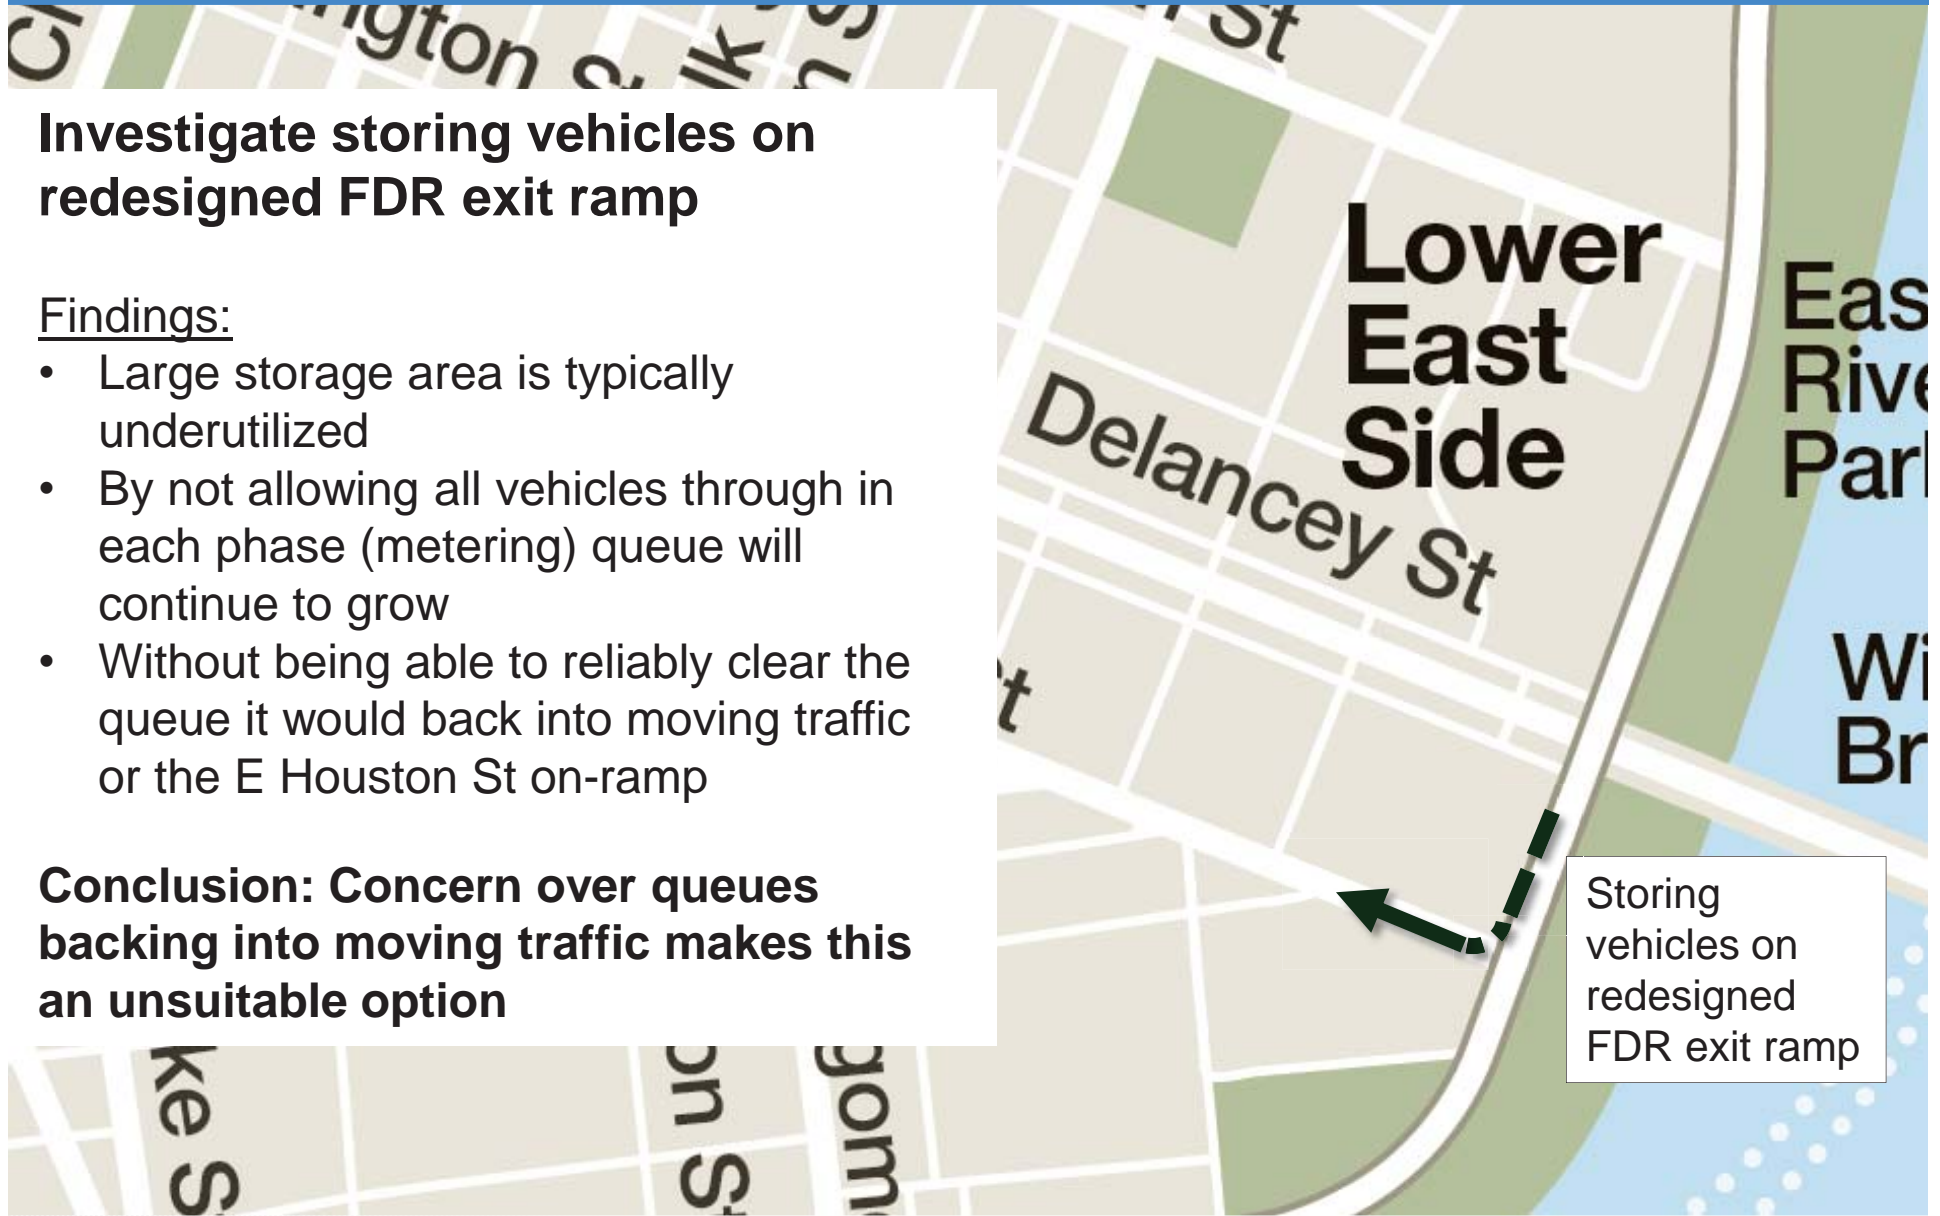 St
Investigate storing vehicles on
redesigned FDR exit ramp
Findings:
• Large storage area is typically
underutilized
• By not allowing all vehicles through in
each phase (metering) queue will
continue to grow
• Without being able to reliably clear the
queue it would back into moving traffic
or the E Houston St on-ramp
Conclusion: Concern over queues
backing into moving traffic makes this
an unsuitable option
Lower
East
Side
Delancey St
Storing
vehicles on
redesigned
FDR exit ramp